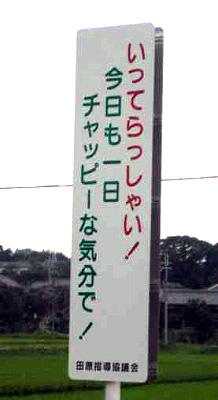 いってらっしゃい!
今日も一日
チャッピーな気分で!
田原指導協議会